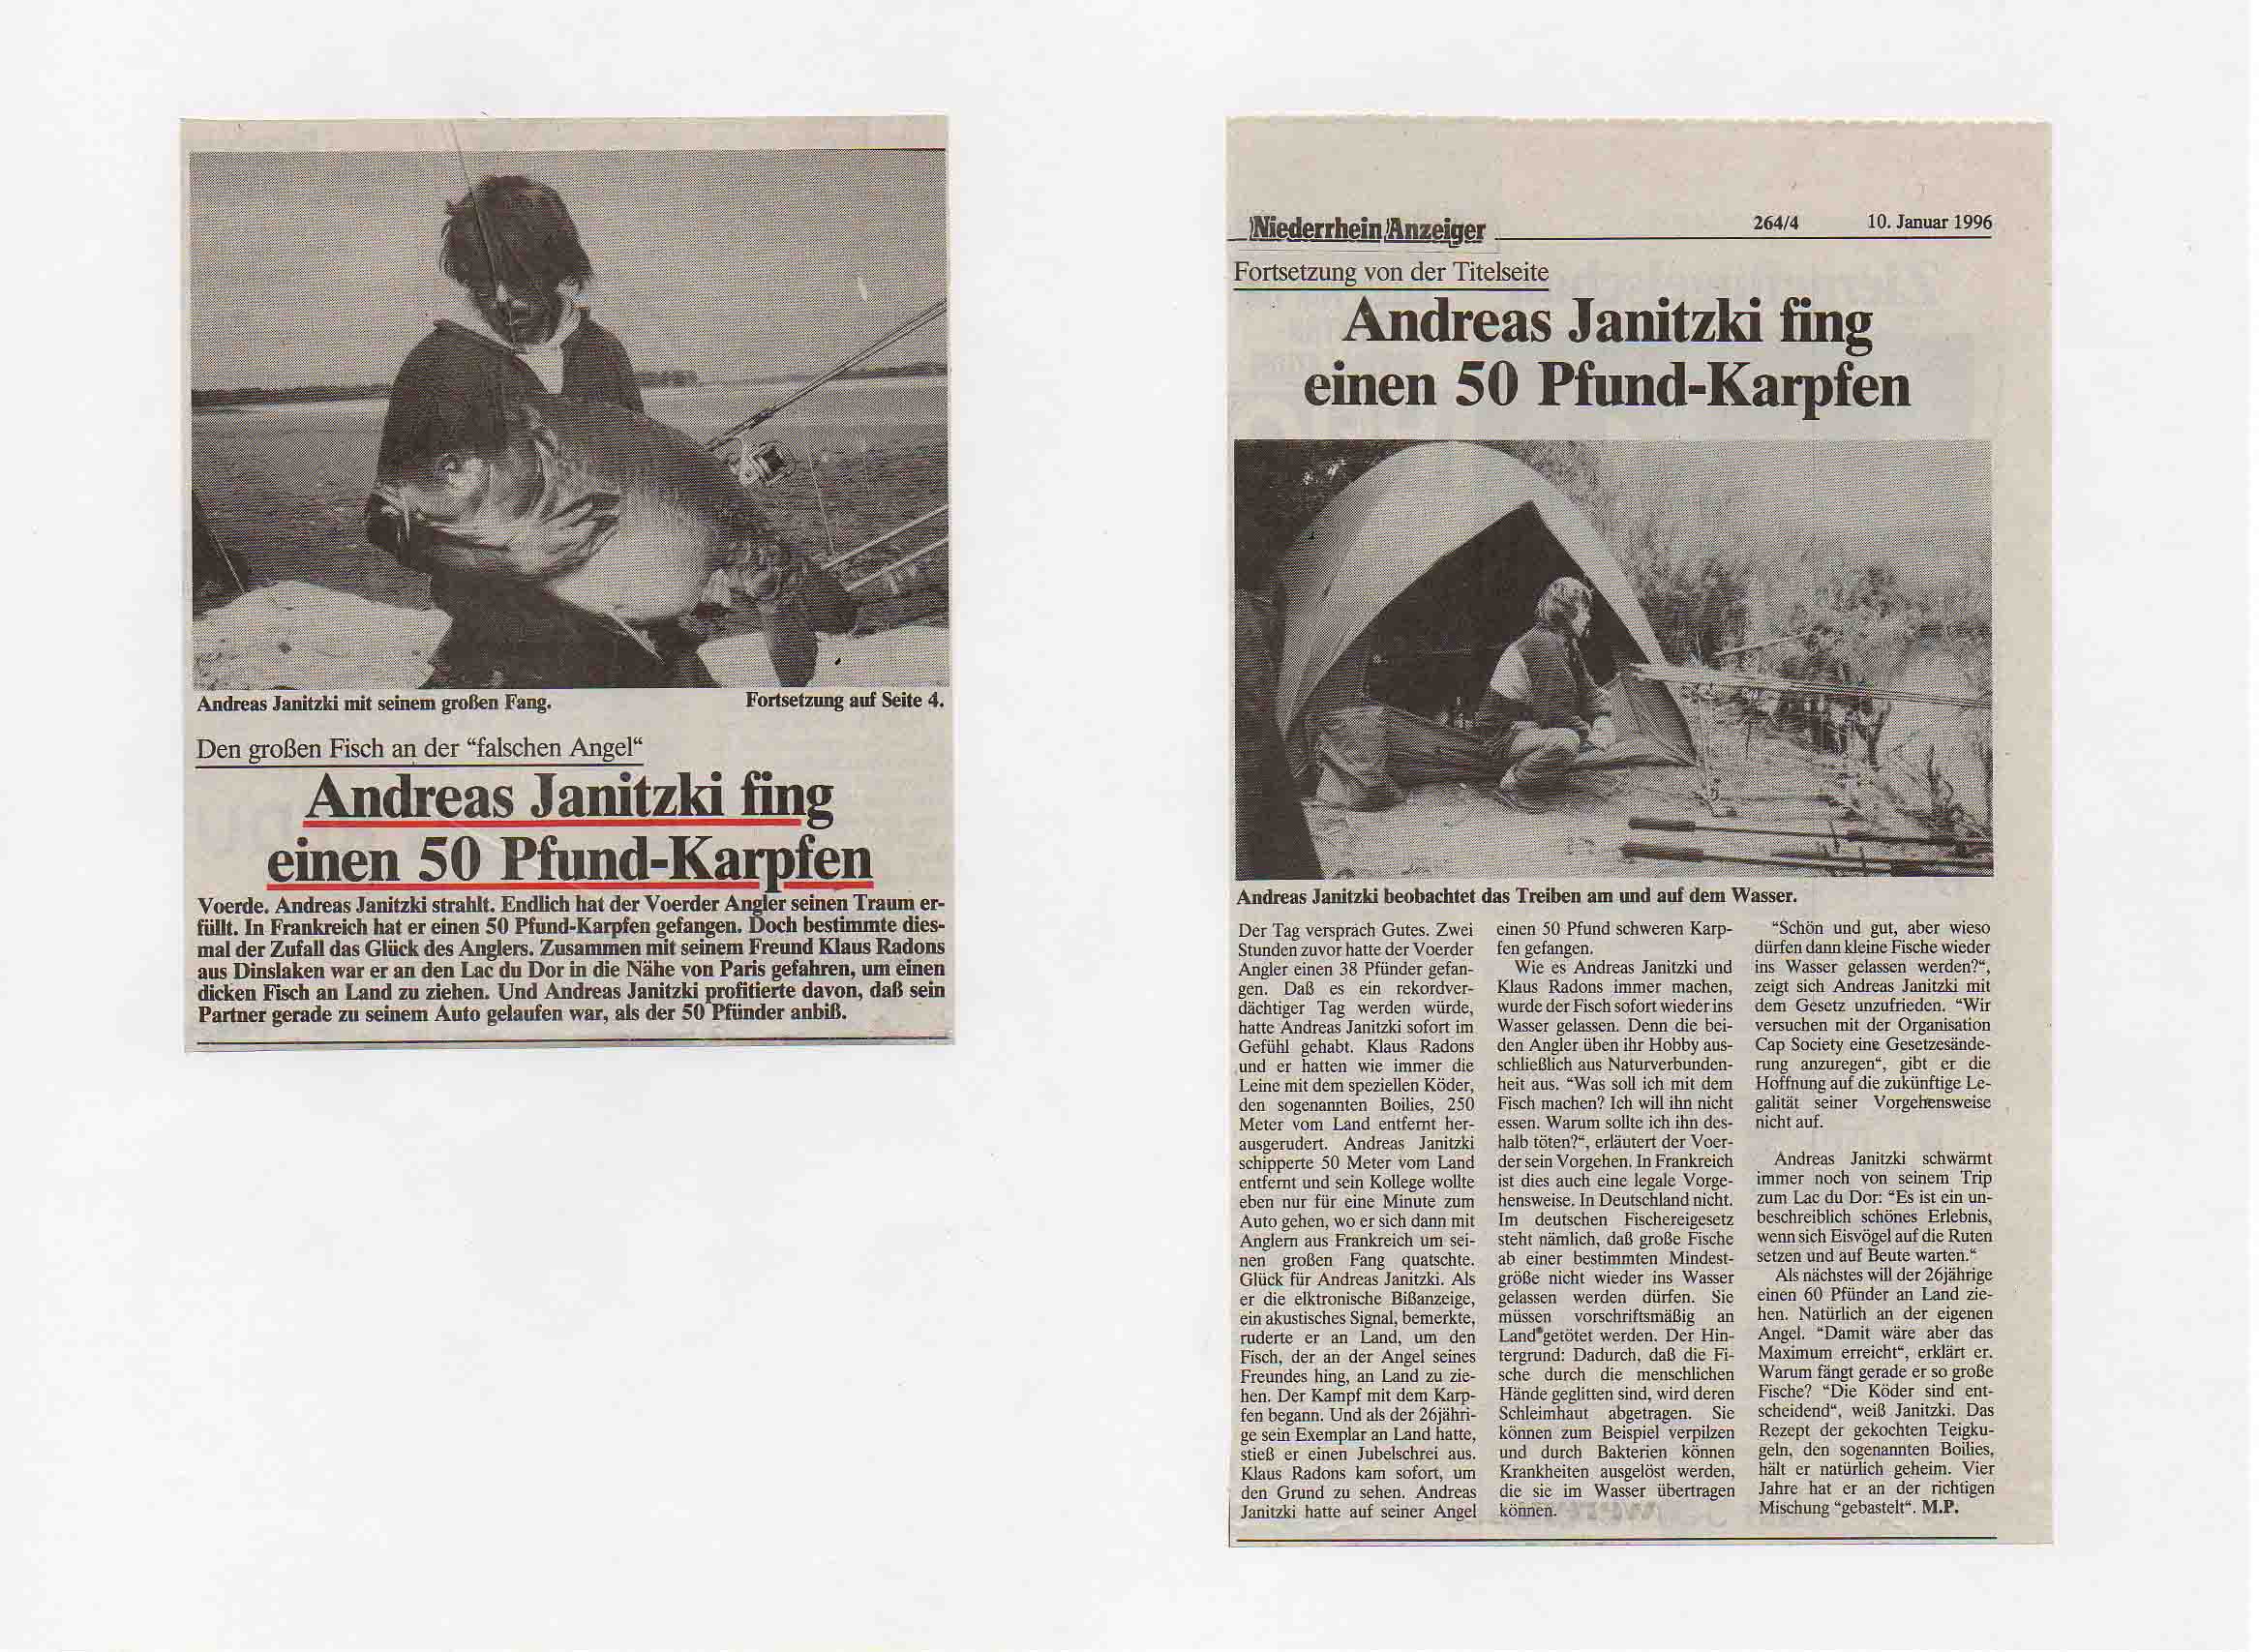 Andreas Janitzki mit seinem großen Fang.
Fortsetzung auf Seite 4.
Den großen Fisch an der “falschen Angel“
Andreas Janitzki fing
einen 50 Pfund-Karpfen
Voerde. Andreas Janitzki strahlt. Endlich hat der Voerder Angler seinen Traum er-
füllt. In Frankreich hat er einen 50 Pfund-Karpfen gefangen. Doch bestimmte dies-
mal der Zufall das Glück des Anglers. Zusammen mit seinem Freund Klaus Radons
aus Dinslaken war er an den Lac du Dor in die Nähe von Paris gefahren, um einen
dicken Fisch an Land zu ziehen. Und Andreas Janitzki profitierte davon, daß sein
Partner gerade zu seinem Auto gelaufen war, als der 50 Pfünder anbiß.
Niederrhein Anzeiger
264/4
10. Januar 1996
Fortsetzung von der Titelseite
Andreas Janitzki fing
einen 50 Pfund-Karpfen
Andreas Janitzki beobachtet das Treiben am und auf dem Wasser.
Der Tag versprach Gutes. Zwei
Stunden zuvor hatte der Voerder
Angler einen 38 Pfünder gefan-
gen. Daß es ein rekordver-
dächtiger Tag werden würde,
hatte Andreas Janitzki sofort im
Gefühl gehabt. Klaus Radons
und er hatten wie immer die
Leine mit dem speziellen Köder,
den sogenannten Boilies, 250
Meter vom Land entfernt her-
ausgerudert. Andreas Janitzki
schipperte 50 Meter vom Land
entfernt und sein Kollege wollte
eben nur für eine Minute zum
Auto gehen, wo er sich dann mit
Anglern aus Frankreich um sei-
nen großen Fang quatschte.
Glück für Andreas Janitzki. Als
er die elktronische Bißanzeige,
ein akustisches Signal, bemerkte,
ruderte er an Land, um den
Fisch, der an der Angel seines
Freundes hing, an Land zu zie-
hen. Der Kampf mit dem Karp-
fen begann. Und als der 26jähri-
ge sein Exemplar an Land hatte,
stieß er einen Jubelschrei aus.
Klaus Radons kam sofort, um
den Grund zu sehen. Andreas
Janitzki hatte auf seiner Angel
einen 50 Pfund schweren Karp-
fen gefangen.
Wie es Andreas Janitzki und
Klaus Radons immer machen,
wurde der Fisch sofort wieder ins
Wasser gelassen. Denn die bei-
den Angler üben ihr Hobby aus-
schließlich aus Naturverbunden-
heit aus. “Was soll ich mit dem
Fisch machen? Ich will ihn nicht
essen. Warum sollte ich ihn des-
halb töten?“, erläutert der Voer-
der sein Vorgehen. In Frankreich
ist dies auch eine legale Vorge-
hensweise. In Deutschland nicht.
Im deutschen Fischereigesetz
steht nämlich, daß große Fische
ab einer bestimmten Mindest-
größe nicht wieder ins Wasser
gelassen werden dürfen. Sie
müssen vorschriftsmäßig an
Land getötet werden. Der Hin-
tergrund: Dadurch, daß die Fi-
sche durch die menschlichen
Hände geglitten sind, wird deren
Schleimhaut abgetragen. Sie
können zum Beispiel verpilzen
und durch Bakterien können
Krankheiten ausgelöst werden,
die sie im Wasser übertragen
können.
“Schön und gut, aber wieso
dürfen dann kleine Fische wieder
ins Wasser gelassen werden?“,
zeigt sich Andreas Janitzki mit
dem Gesetz unzufrieden. “Wir
versuchen mit der Organisation
Cap Society eine Gesetzesände-
rung anzuregen“, gibt er die
Hoffnung auf die zukünftige Le-
galität seiner Vorgehensweise
nicht auf.
Andreas Janitzki schwärmt
immer noch von seinem Trip
zum Lac du Dor: “Es ist ein un-
beschreiblich schönes Erlebnis,
wenn sich Eisvögel auf die Ruten
setzen und auf Beute warten.“
Als nächstes will der 26jährige
einen 60 Pfünder an Land zie-
hen. Natürlich an der eigenen
Angel. “Damit wäre aber das
Maximum erreicht“, erklärt er.
Warum fängt gerade er so große
Fische? “Die Köder sind ent-
scheidend“, weiß Janitzki. Das
Rezept der gekochten Teigku-
geln, den sogenannten Boilies,
hält er natürlich geheim. Vier
Jahre hat er an der richtigen
Mischung “gebastelt“. M.P.